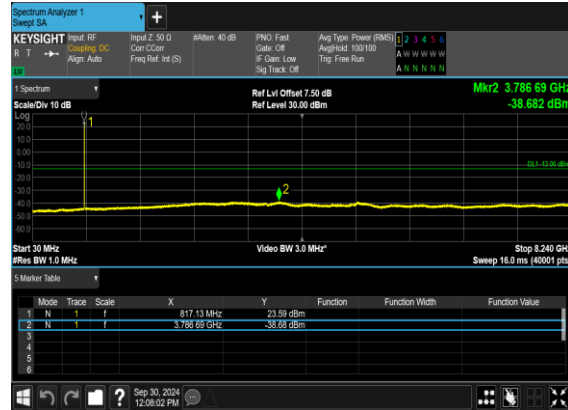 Spectrum Analyzer 1
Swept SA
+
KEYSIGHT Input: RF Input Z: 50 Ω #Atten: 40 dB PNO: Fast Avg Type: Power (RMS) 1 2 3 4 5 6
R T Coupling: DC Corr CCorr Gate: Off Avg|Hold: 100/100 A W W W W W
Align: Auto Freq Ref: Int (S) IF Gain: Low Trig: Free Run
Sig Track: Off A N N N N N
LNI
1 Spectrum Ref Lvl Offset 7.50 dB Mkr2 3.786 69 GHz
Scale/Div 10 dB Ref Level 30.00 dBm -38.682 dBm
Log
20.0
10.0
0.00
-10.0
-20.0
-30.0
-40.0
-50.0
-60.0
1
2
DL1 -13.00 dBm
Start 30 MHz Video BW 3.0 MHz* Stop 8.240 GHz
#Res BW 1.0 MHz Sweep 16.0 ms (40001 pts)
5 Marker Table
Mode Trace Scale X Y Function Function Width Function Value
1 N 1 f 817.13 MHz 23.59 dBm
2 N 1 f 3.786 69 GHz -38.68 dBm
3
4
5
6
? Sep 30, 2024
12:08:02 PM